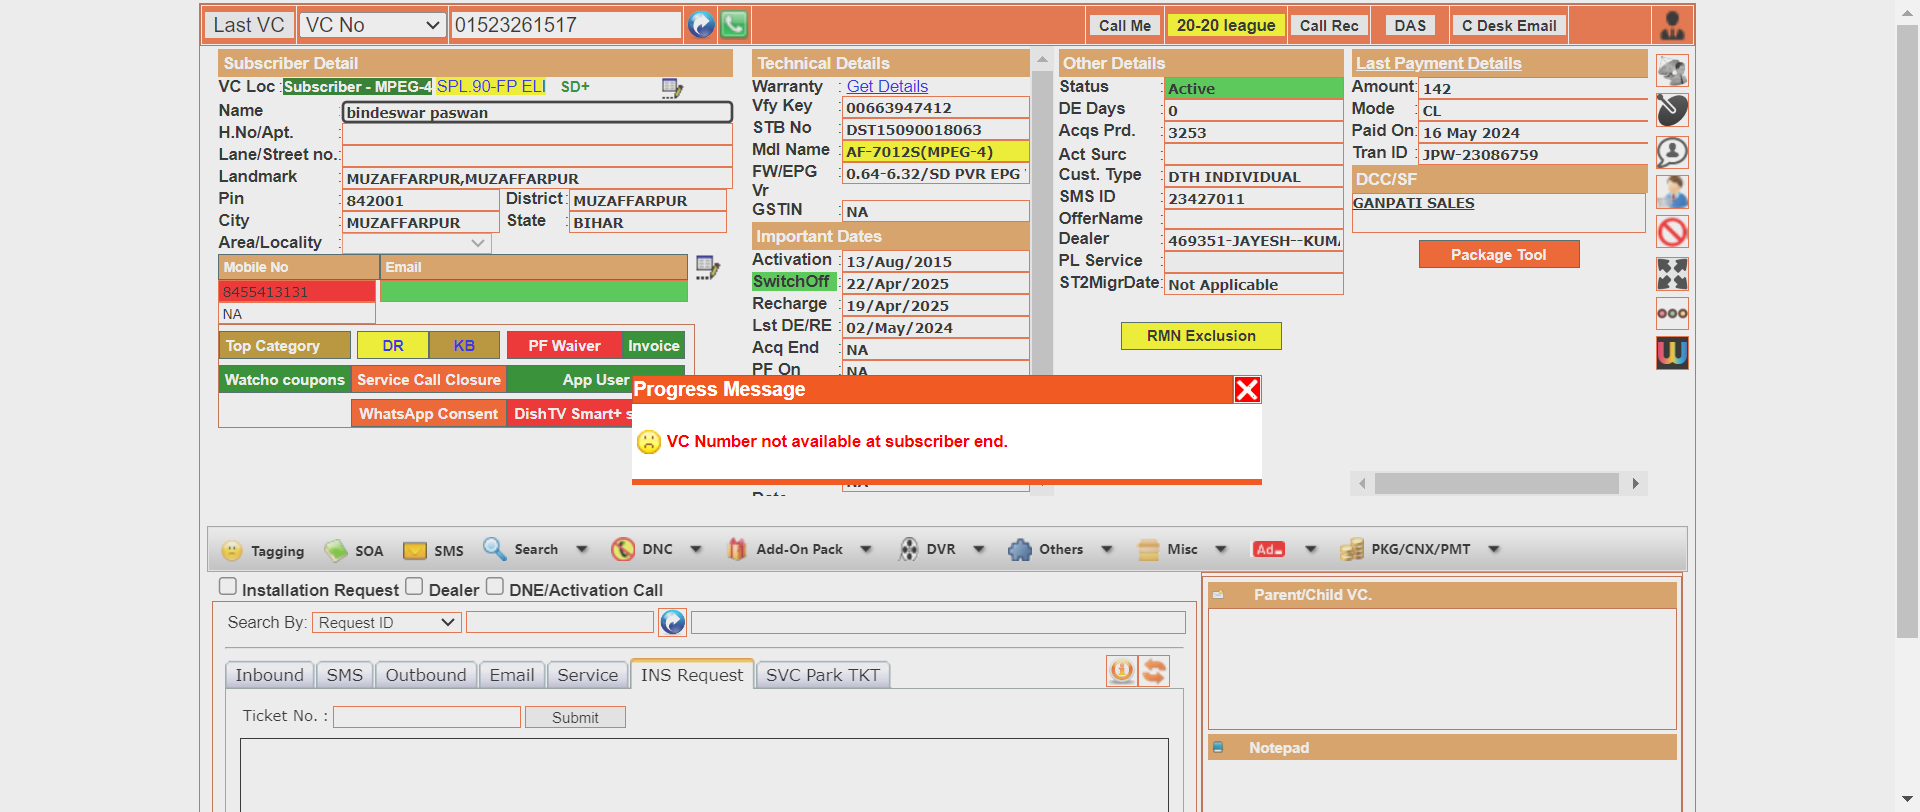 Last VC VC No 01523261517 Call Me 20-20 league Call Rec DAS C Desk Email
Subscriber Detail
VC Loc : Subscriber - MPEG-4 SPL.90-FP ELI SD+
Name : bindeswar paswan
H.No/Apt. :
Lane/Street no.:
Landmark : MUZAFFARPUR,MUZAFFARPUR
Pin : 842001 District : MUZAFFARPUR
City : MUZAFFARPUR State : BIHAR
Area/Locality :
Mobile No Email
8455413131
NA
Top Category DR KB PF Waiver Invoice
Watcho coupons Service Call Closure App User
WhatsApp Consent DishTV Smart+ s
Technical Details
Warranty : Get Details
Vfy Key : 00663947412
STB No : DST15090018063
Mdl Name : AF-7012S(MPEG-4)
FW/EPG Vr : 0.64-6.32/SD PVR EPG
GSTIN : NA
Important Dates
Activation : 13/Aug/2015
SwitchOff : 22/Apr/2025
Recharge : 19/Apr/2025
Lst DE/RE : 02/May/2024
Acq End : NA
PF On : NA
NA
Other Details
Status : Active
DE Days : 0
Acqs Prd. : 3253
Act Surc :
Cust. Type : DTH INDIVIDUAL
SMS ID : 23427011
OfferName :
Dealer : 469351-JAYESH--KUMA
PL Service :
ST2MigrDate: Not Applicable
RMN Exclusion
Last Payment Details
Amount: 142
Mode : CL
Paid On: 16 May 2024
Tran ID : JPW-23086759
DCC/SF
GANPATI SALES
Package Tool
Progress Message
VC Number not available at subscriber end.
Tagging SOA SMS Search DNC Add-On Pack DVR Others Misc Ad PKG/CNX/PMT
Installation Request Dealer DNE/Activation Call
Search By: Request ID
Inbound SMS Outbound Email Service INS Request SVC Park TKT
Ticket No. : Submit
Parent/Child VC.
Notepad